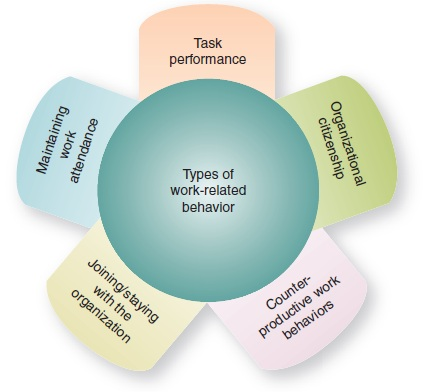 Task
performance
Organizational
citizenship
Counter-
productive work
behaviors
Joining/staying
with the
organization
Maintaining
work
attendance
Types of
work-related
behavior